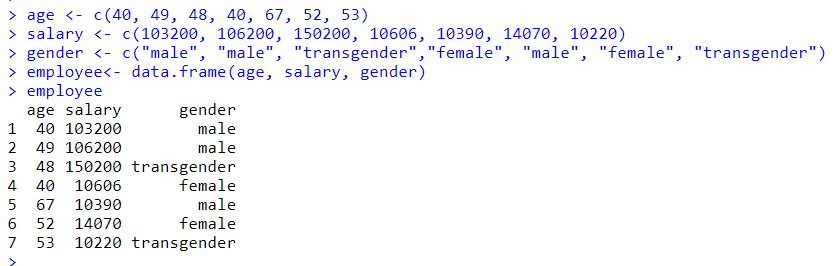 > age <- c(40, 49, 48, 40, 67, 52, 53)
> salary <- c(103200, 106200, 150200, 10606, 10390, 14070, 10220)
> gender <- c("male", "male", "transgender","female", "male", "female", "transgender")
> employee<- data.frame(age, salary, gender)
> employee
  age salary      gender
1  40 103200        male
2  49 106200        male
3  48 150200 transgender
4  40  10606      female
5  67  10390        male
6  52  14070      female
7  53  10220 transgender
>